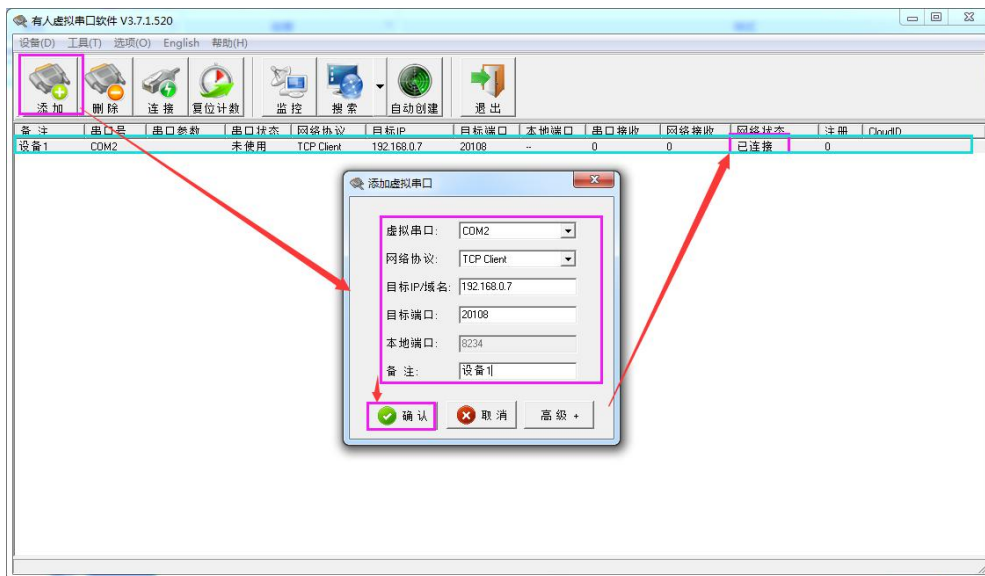 有人虚拟串口软件 V3.7.1.520
设备(D) 工具(T) 选项(O) English 帮助(H)
添加 删除 连接 复位计数 监控 搜索 自动创建 退出
备注 串口号 串口参数 串口状态 网络协议 目标IP 目标端口 本地端口 串口接收 网络接收 网络状态 注册 CloudID
设备1 COM2 未使用 TCP Client 192.168.0.7 20108 -- 0 0 已连接 0
添加虚拟串口
虚拟串口: COM2
网络协议: TCP Client
目标IP/域名: 192.168.0.7
目标端口: 20108
本地端口: 8234
备 注: 设备1
确认 取消 高级 +